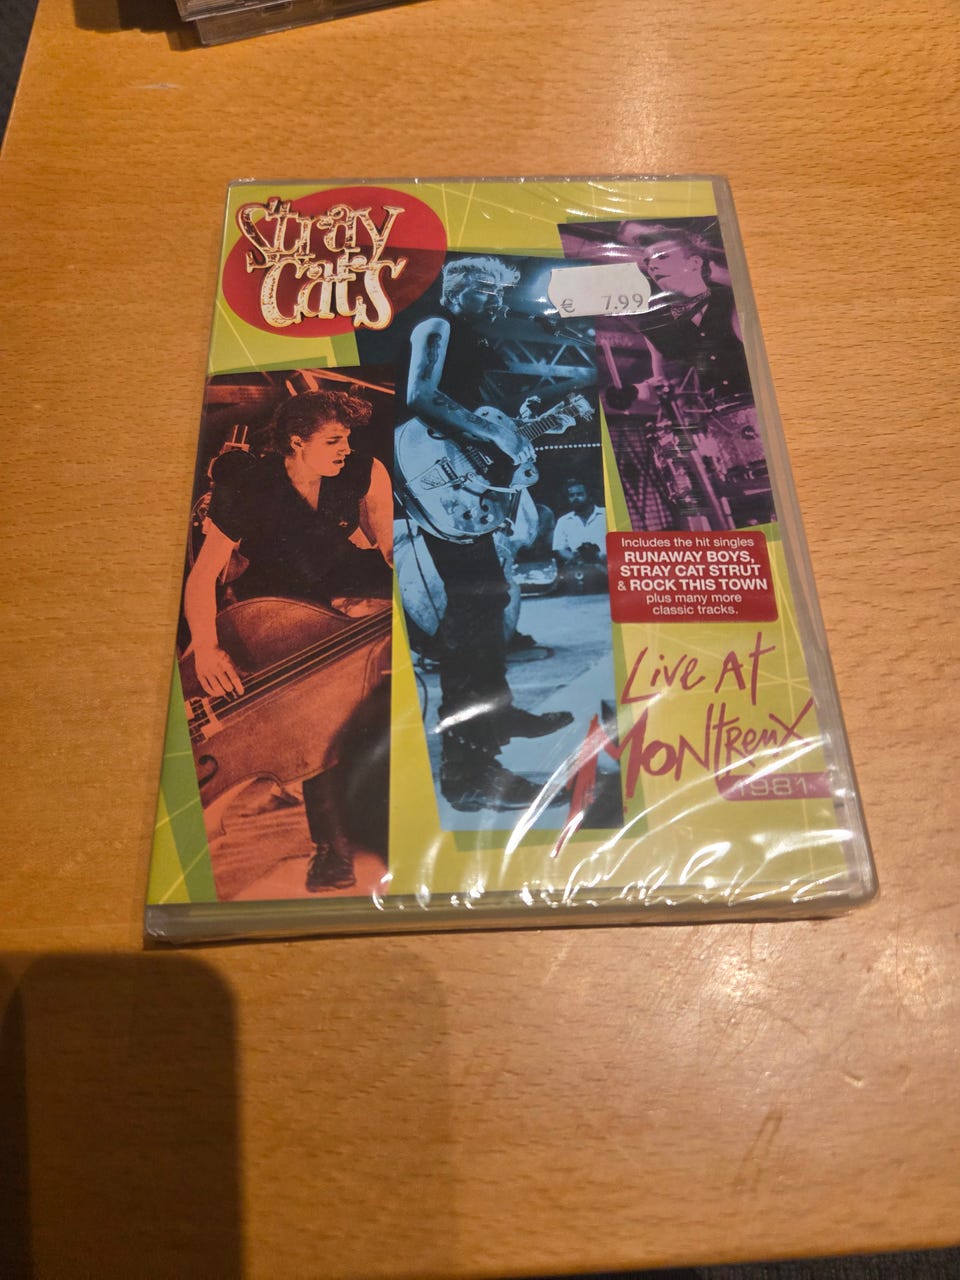 Stray
Cats
€ 7.99
Includes the hit singles
RUNAWAY BOYS,
STRAY CAT STRUT
& ROCK THIS TOWN
plus many more
classic tracks.
Live At
Montreux
1981